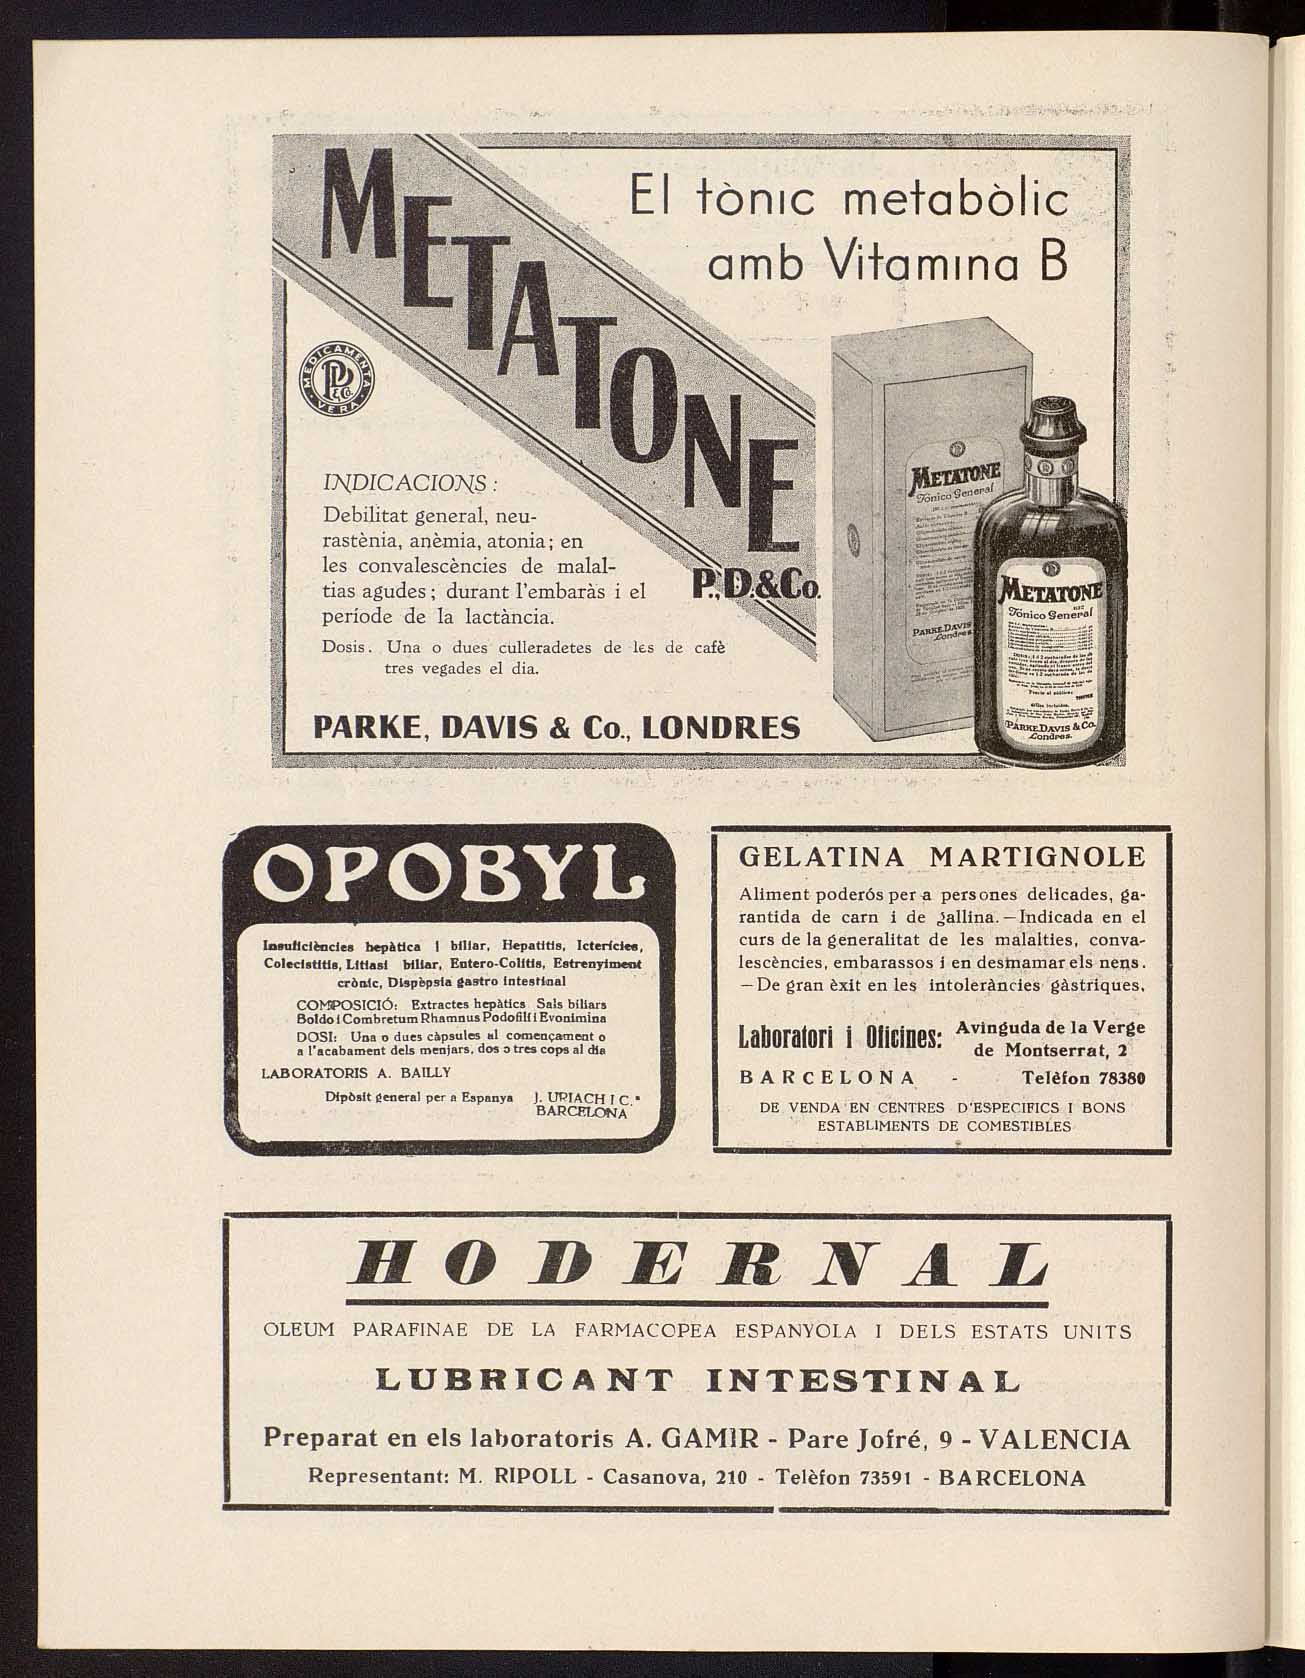 METATONE
P., D. & Co.
El tònic metabòlic
amb Vitamina B
MEDICAMENTA
VERA
INDICACIONS :
Debilitat general, neu-
rastènia, anèmia, atonia; en
les convalescències de malal-
ties agudes; durant l'embaràs i el
període de la lactància.
Dosis. Una o dues culleradetes de les de cafè
tres vegades el dia.
PARKE, DAVIS & Co., LONDRES
METATONE
Tónico General
PARKE, DAVIS
Londres
METATONE
Tónico General
PARKE, DAVIS & Co.
Londres.
OPOBYL
Insuficiències hepàtica i biliar, Hepatitis, Icterícies,
Colecistitis, Litiasi biliar, Entero-Colitis, Estrenyiment
crònic, Dispèpsia gastro intestinal
COMPOSICIÓ: Extractes hepàtics Sals biliars
Boldo i Combretum Rhamnus Podofilli i Evonimina
DOSI: Una o dues càpsules al començament o
a l'acabament dels menjars, dos o tres cops al dia
LABORATORIS A. BAILLY
Dipòsit general per a Espanya J. URIACH I C.ª
BARCELONA
GELATINA MARTIGNOLE
Aliment poderós per a persones delicades, ga-
rantida de carn i de gallina. — Indicada en el
curs de la generalitat de les malalties, conva-
lescències, embarassos i en desmamar els nens.
— De gran èxit en les intoleràncies gàstriques.
Laboratori i Oficines: Avinguda de la Verge
de Montserrat, 2
BARCELONA - Telèfon 78380
DE VENDA EN CENTRES D'ESPECIFICS I BONS
ESTABLIMENTS DE COMESTIBLES
HODERNAL
OLEUM PARAFINAE DE LA FARMACOPEA ESPANYOLA I DELS ESTATS UNITS
LUBRICANT INTESTINAL
Preparat en els laboratoris A. GAMIR - Pare Jofré, 9 - VALENCIA
Representant: M. RIPOLL - Casanova, 210 - Telèfon 73591 - BARCELONA